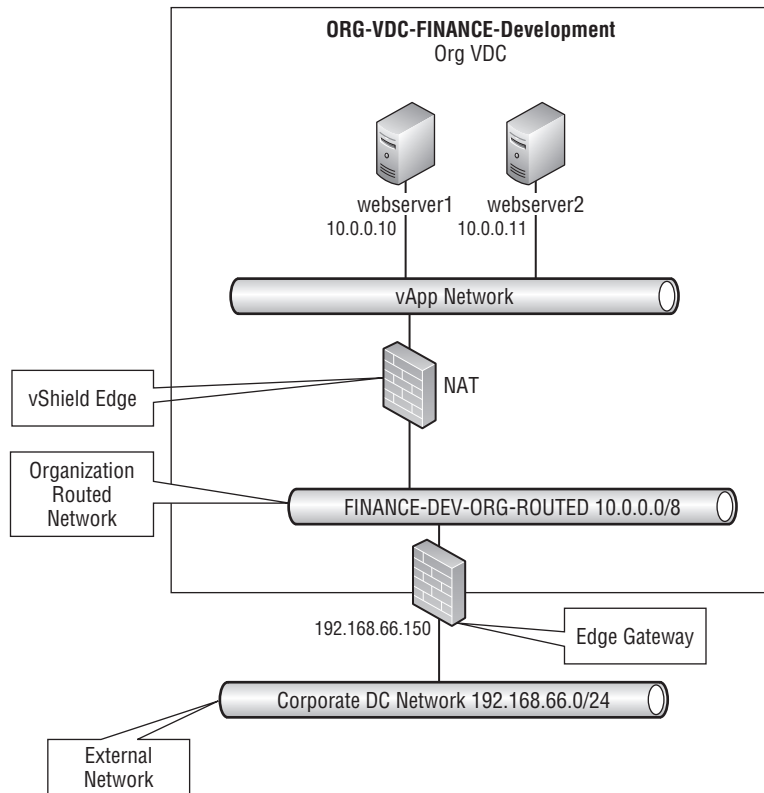 ORG-VDC-FINANCE-Development
Org VDC
webserver1
10.0.0.10
webserver2
10.0.0.11
vApp Network
vShield Edge
NAT
Organization
Routed
Network
FINANCE-DEV-ORG-ROUTED 10.0.0.0/8
192.168.66.150
Edge Gateway
Corporate DC Network 192.168.66.0/24
External
Network